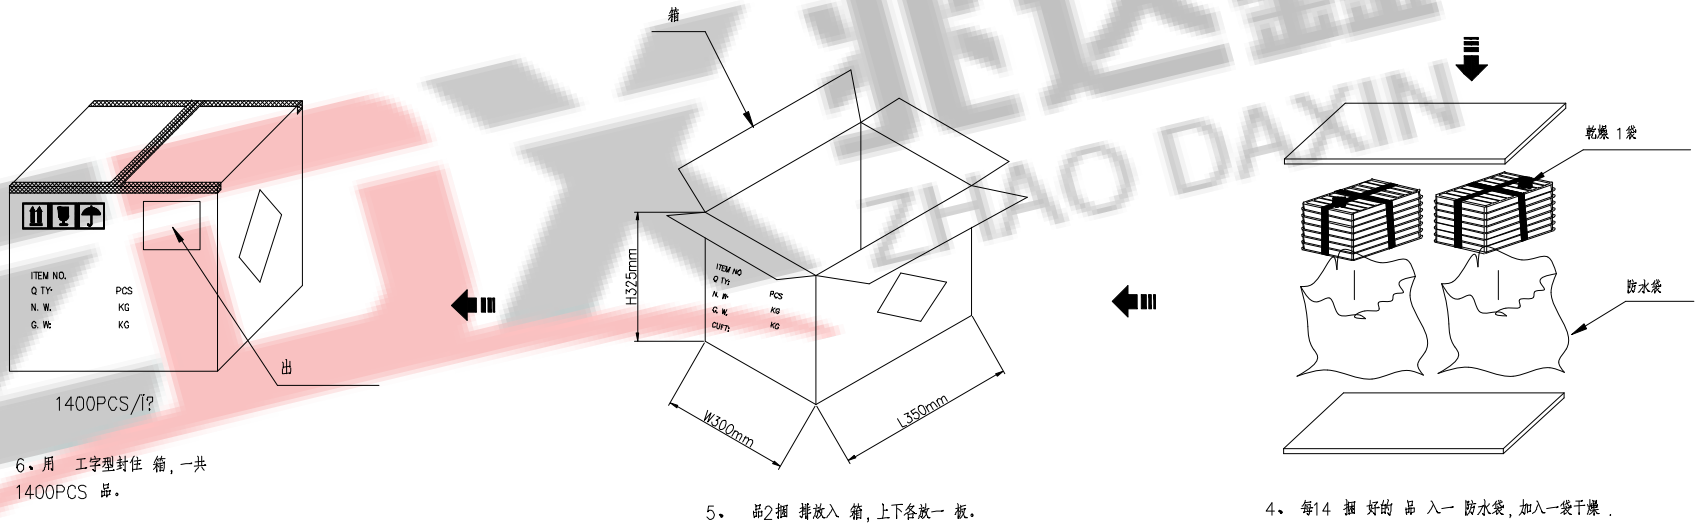 兆达鑫
ZHAO DAXIN
箱
乾燥 1袋
防水袋
ITEM NO.
Q TY: PCS
N. W. KG
G. W: KG
出
1400PCS/Ï?
6、用 工字型封住 箱,一共
1400PCS 品。
H325mm
ITEM NO
Q TY:
N. W: PCS
G. W. KG
CUFT: KG
W300mm
L350mm
5、 品2捆 排放入 箱,上下各放一 板。
4、 每14 捆 好的 品 入一 防水袋,加入一袋干燥 .